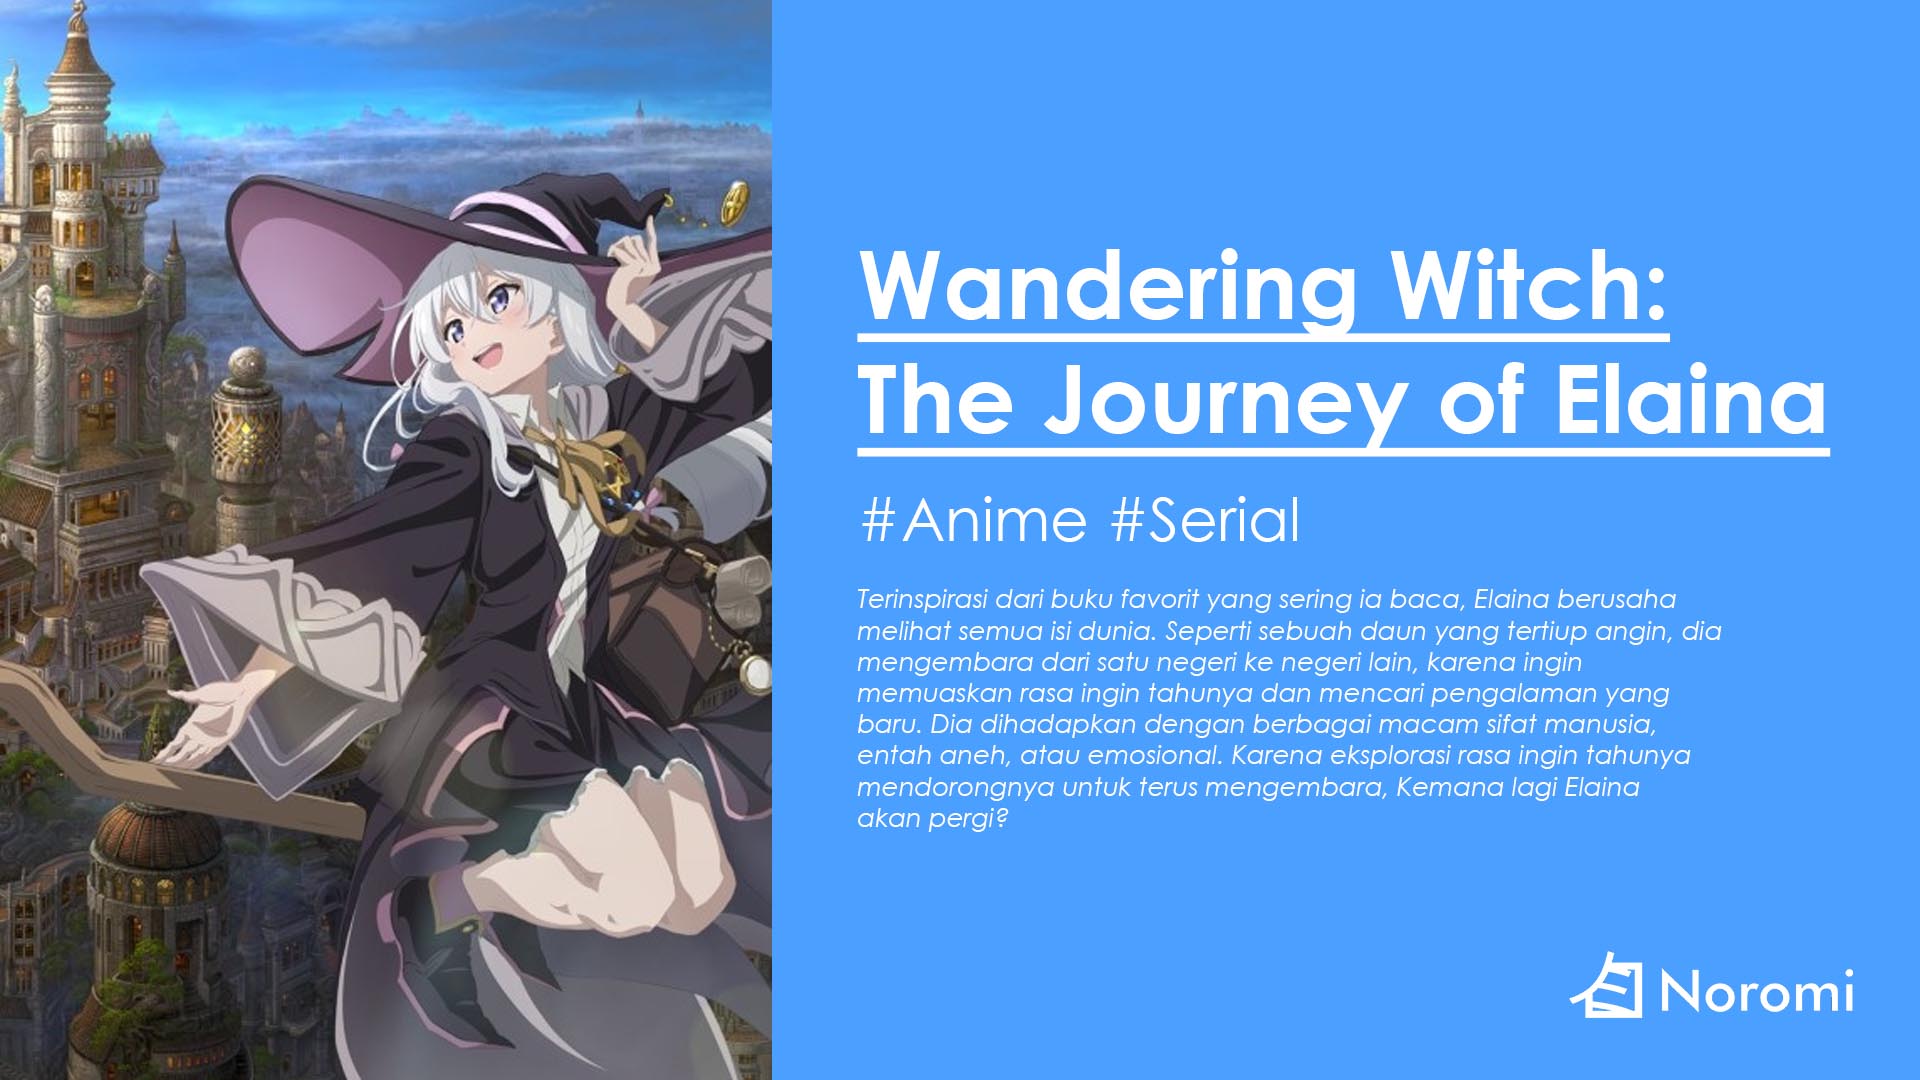 Wandering Witch:
The Journey of Elaina
#Anime #Serial
Terinspirasi dari buku favorit yang sering ia baca, Elaina berusaha
melihat semua isi dunia. Seperti sebuah daun yang tertiup angin, dia
mengembara dari satu negeri ke negeri lain, karena ingin
memuaskan rasa ingin tahunya dan mencari pengalaman yang
baru. Dia dihadapkan dengan berbagai macam sifat manusia,
entah aneh, atau emosional. Karena eksplorasi rasa ingin tahunya
mendorongnya untuk terus mengembara, Kemana lagi Elaina
akan pergi?
Noromi